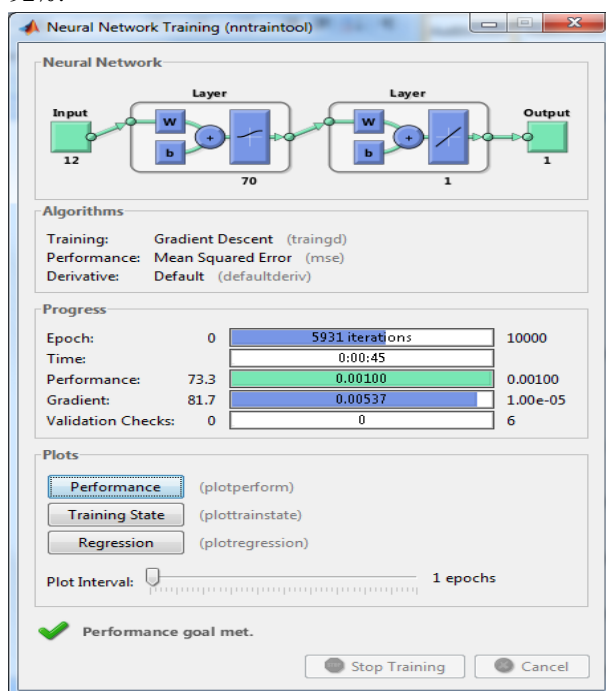 Neural Network Training (nntraintool)
Neural Network
Layer Layer
Input Output
W W
b b
+ +
12 1
70 1
Algorithms
Training: Gradient Descent (traingd)
Performance: Mean Squared Error (mse)
Derivative: Default (defaultderiv)
Progress
Epoch: 0 5931 iterations 10000
Time: 0:00:45
Performance: 73.3 0.00100 0.00100
Gradient: 81.7 0.00537 1.00e-05
Validation Checks: 0 0 6
Plots
Performance (plotperform)
Training State (plottrainstate)
Regression (plotregression)
Plot Interval: 1 epochs
Performance goal met.
Stop Training Cancel